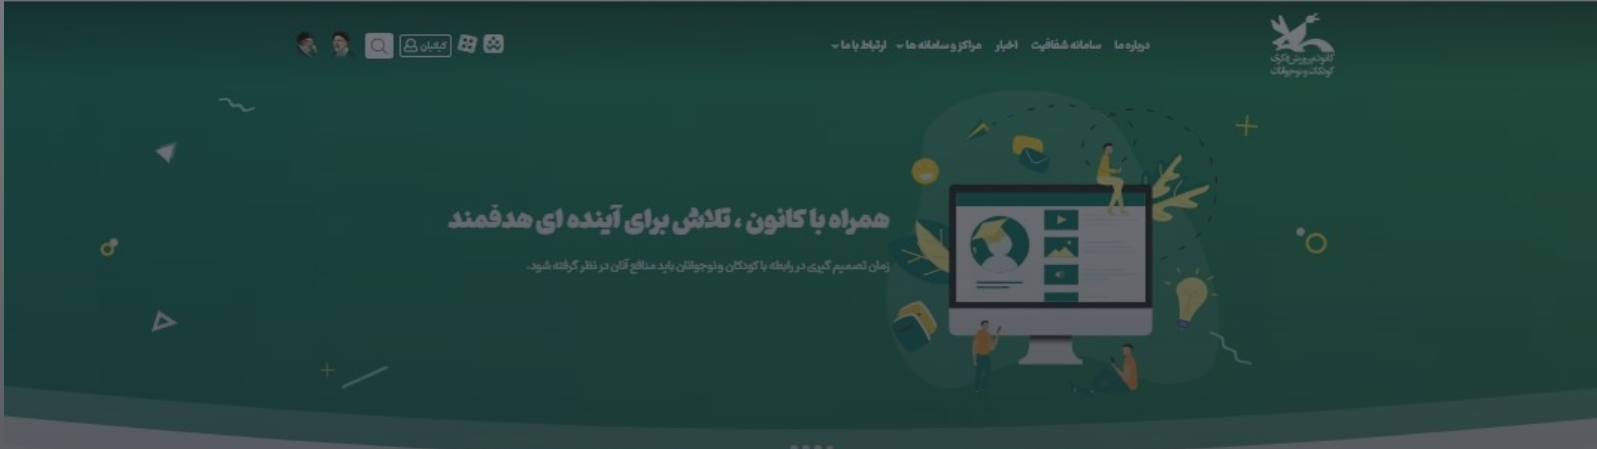 کانون پرورش فکری
کودکان و نوجوانان
درباره ما
سامانه شفافیت
اخبار
مراکز و سامانه ها
ارتباط با ما
کیافیان
همراه با کانون ، تلاش برای آینده ای هدفمند
زمان تصمیم گیری در رابطه با کودکان و نوجوانان باید منافع آنان در نظر گرفته شود.